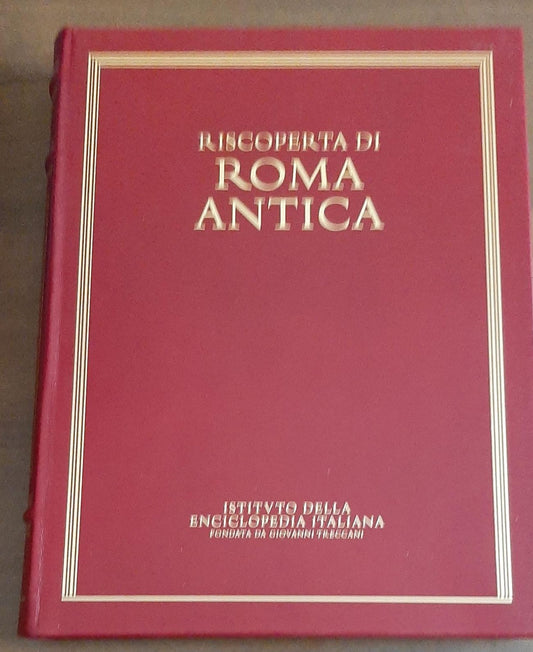 RISCOPERTA DI
ROMA
ANTICA
ISTITVTO DELLA
ENCICLOPEDIA ITALIANA
FONDATA DA GIOVANNI TRECCANI